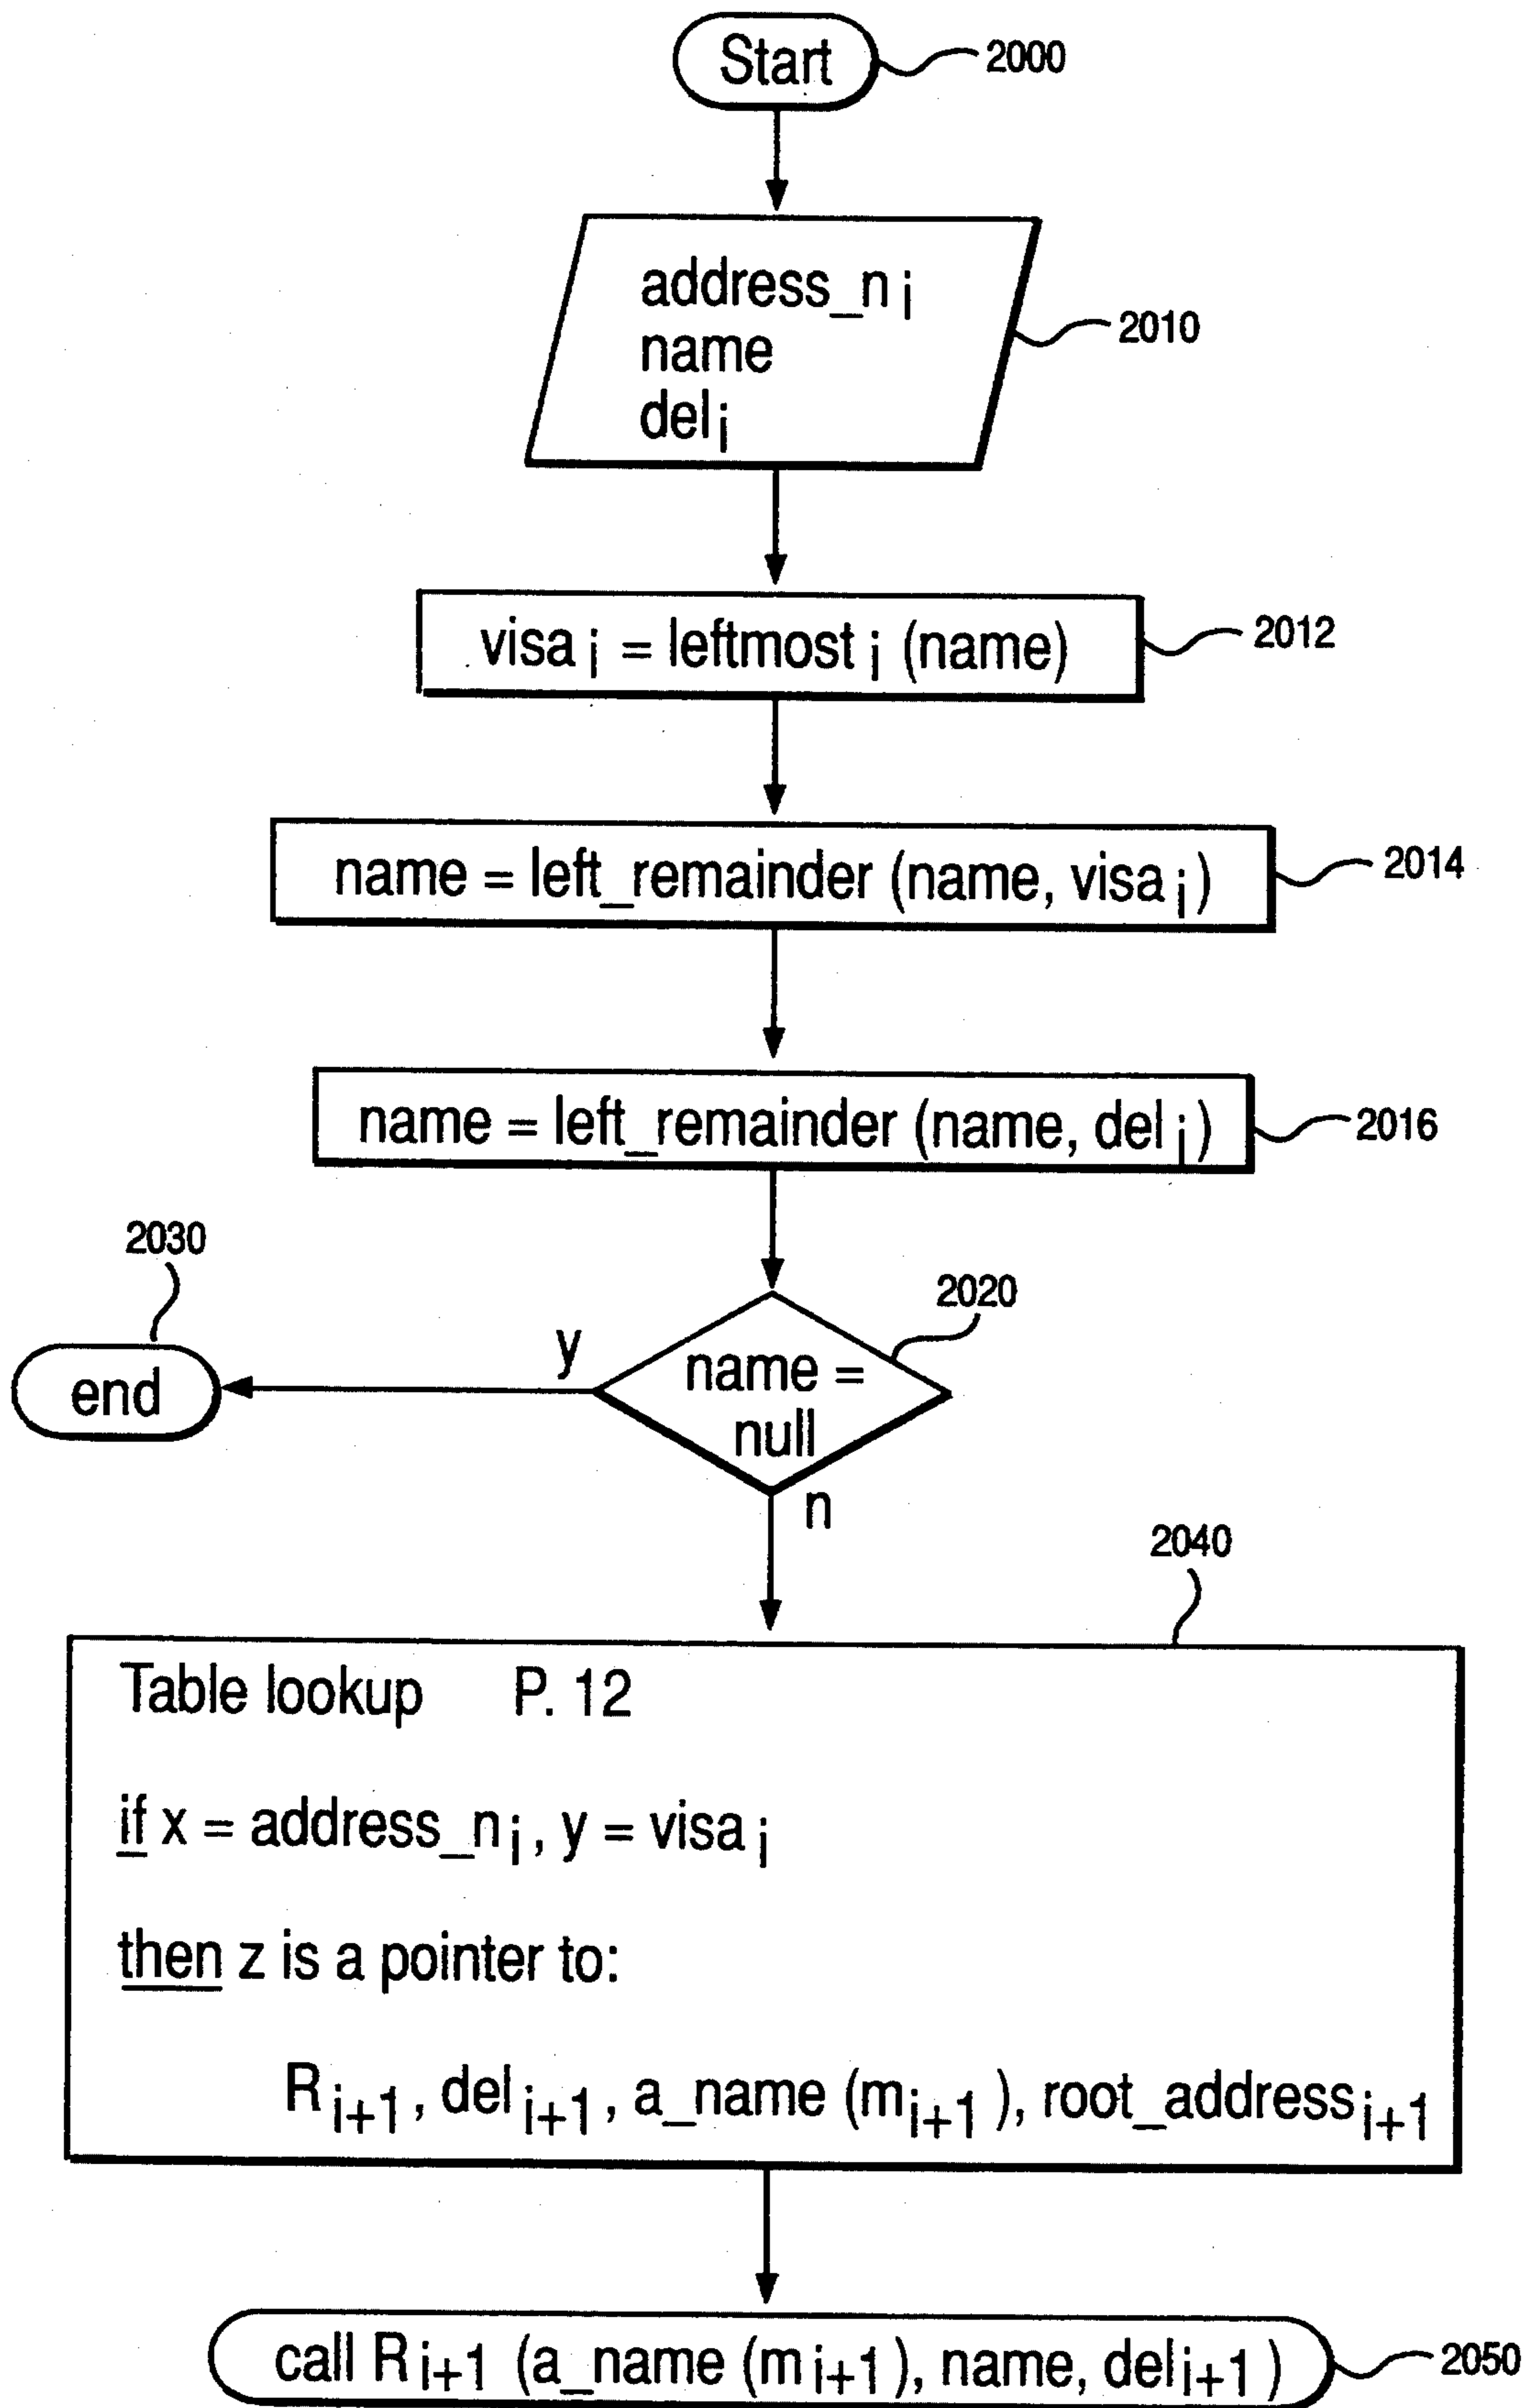 Start
2000
address_n i
name
del i
2010
visa i = leftmost i (name)
2012
name = left_remainder (name, visa i)
2014
name = left_remainder (name, del i)
2016
2030
end
y
2020
name =
null
n
2040
Table lookup P. 12
if x = address_n i, y = visa i
then z is a pointer to:
R i+1, del i+1, a_name (m i+1), root_address i+1
call R i+1 (a_name (m i+1), name, del i+1)
2050